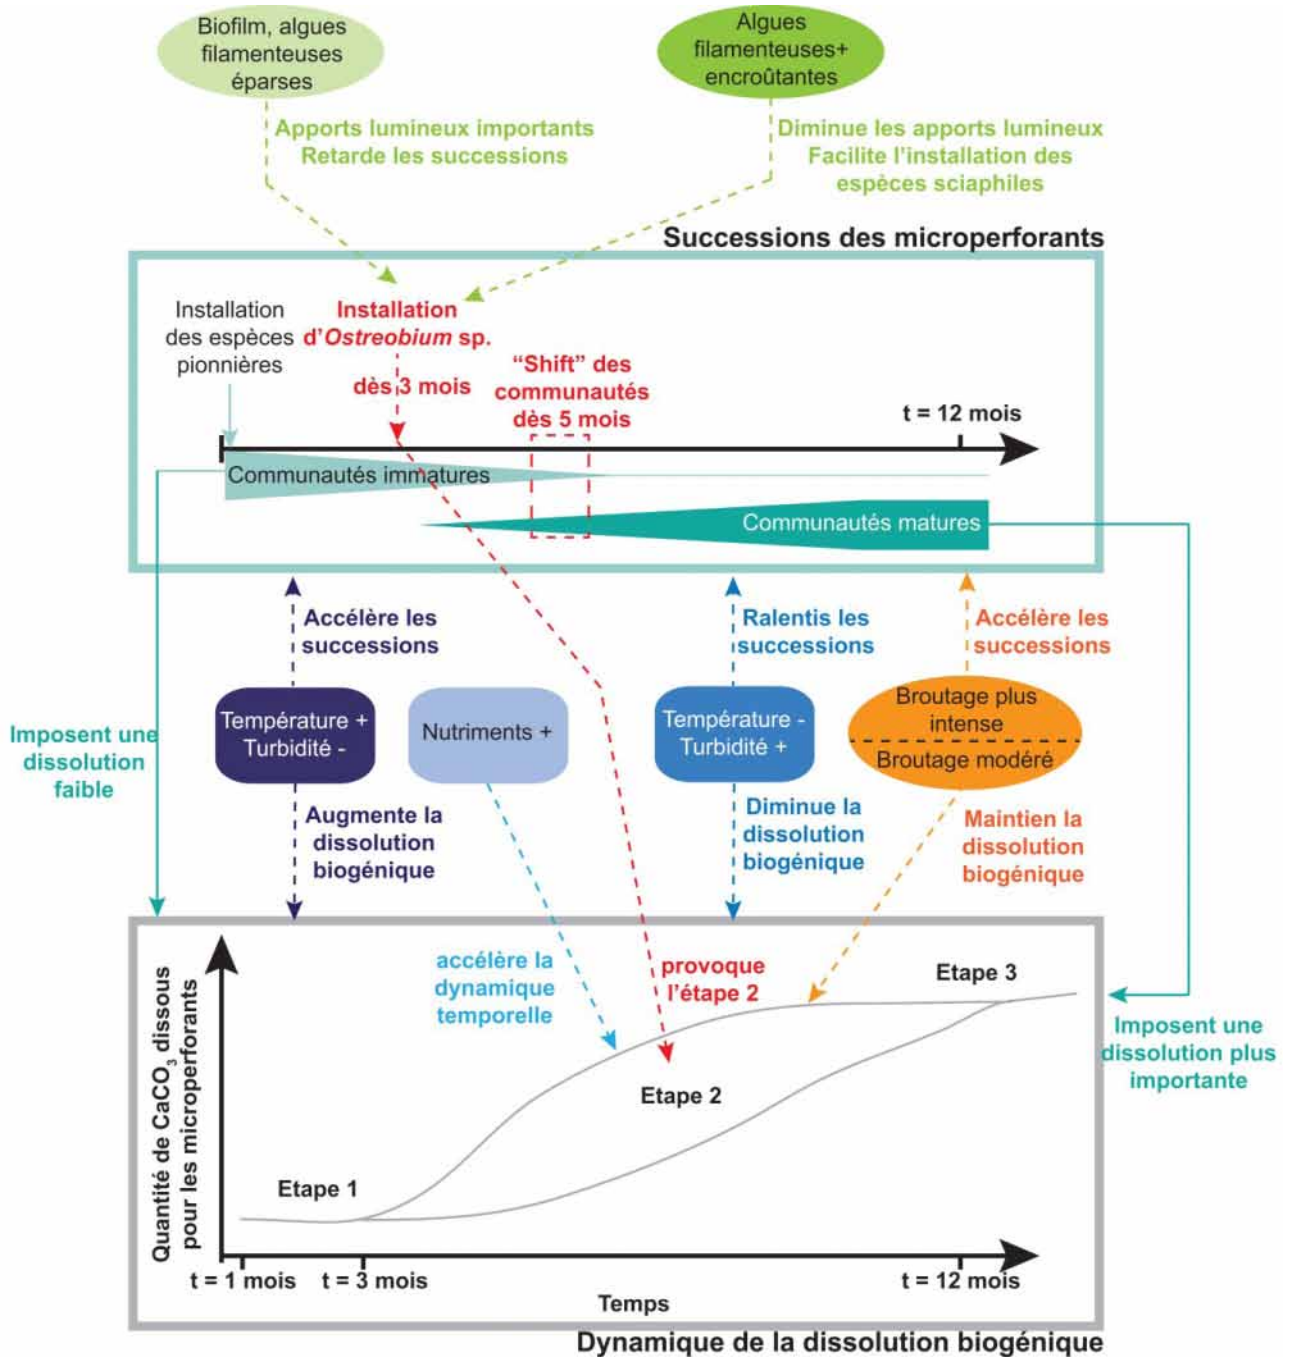 Biofilm, algues
filamenteuses
éparses
Algues
filamenteuses+
encroûtantes
Apports lumineux importants
Retarde les successions
Diminue les apports lumineux
Facilite l'installation des
espèces sciaphiles
Successions des microperforants
Installation
des espèces
pionnières
Installation
d'Ostreobium sp.
dès 3 mois
“Shift” des
communautés
dès 5 mois
t = 12 mois
Communautés immatures
Communautés matures
Accélère les
successions
Ralentis les
successions
Accélère les
successions
Imposent une
dissolution
faible
Température +
Turbidité -
Nutriments +
Température -
Turbidité +
Broutage plus
intense
Broutage modéré
Augmente la
dissolution
biogénique
Diminue la
dissolution
biogénique
Maintien la
dissolution
biogénique
accélère la
dynamique
temporelle
provoque
l'étape 2
Etape 3
Imposent une
dissolution plus
importante
Etape 2
Etape 1
Quantité de CaCO₃ dissous
pour les microperforants
t = 1 mois
t = 3 mois
t = 12 mois
Temps
Dynamique de la dissolution biogénique